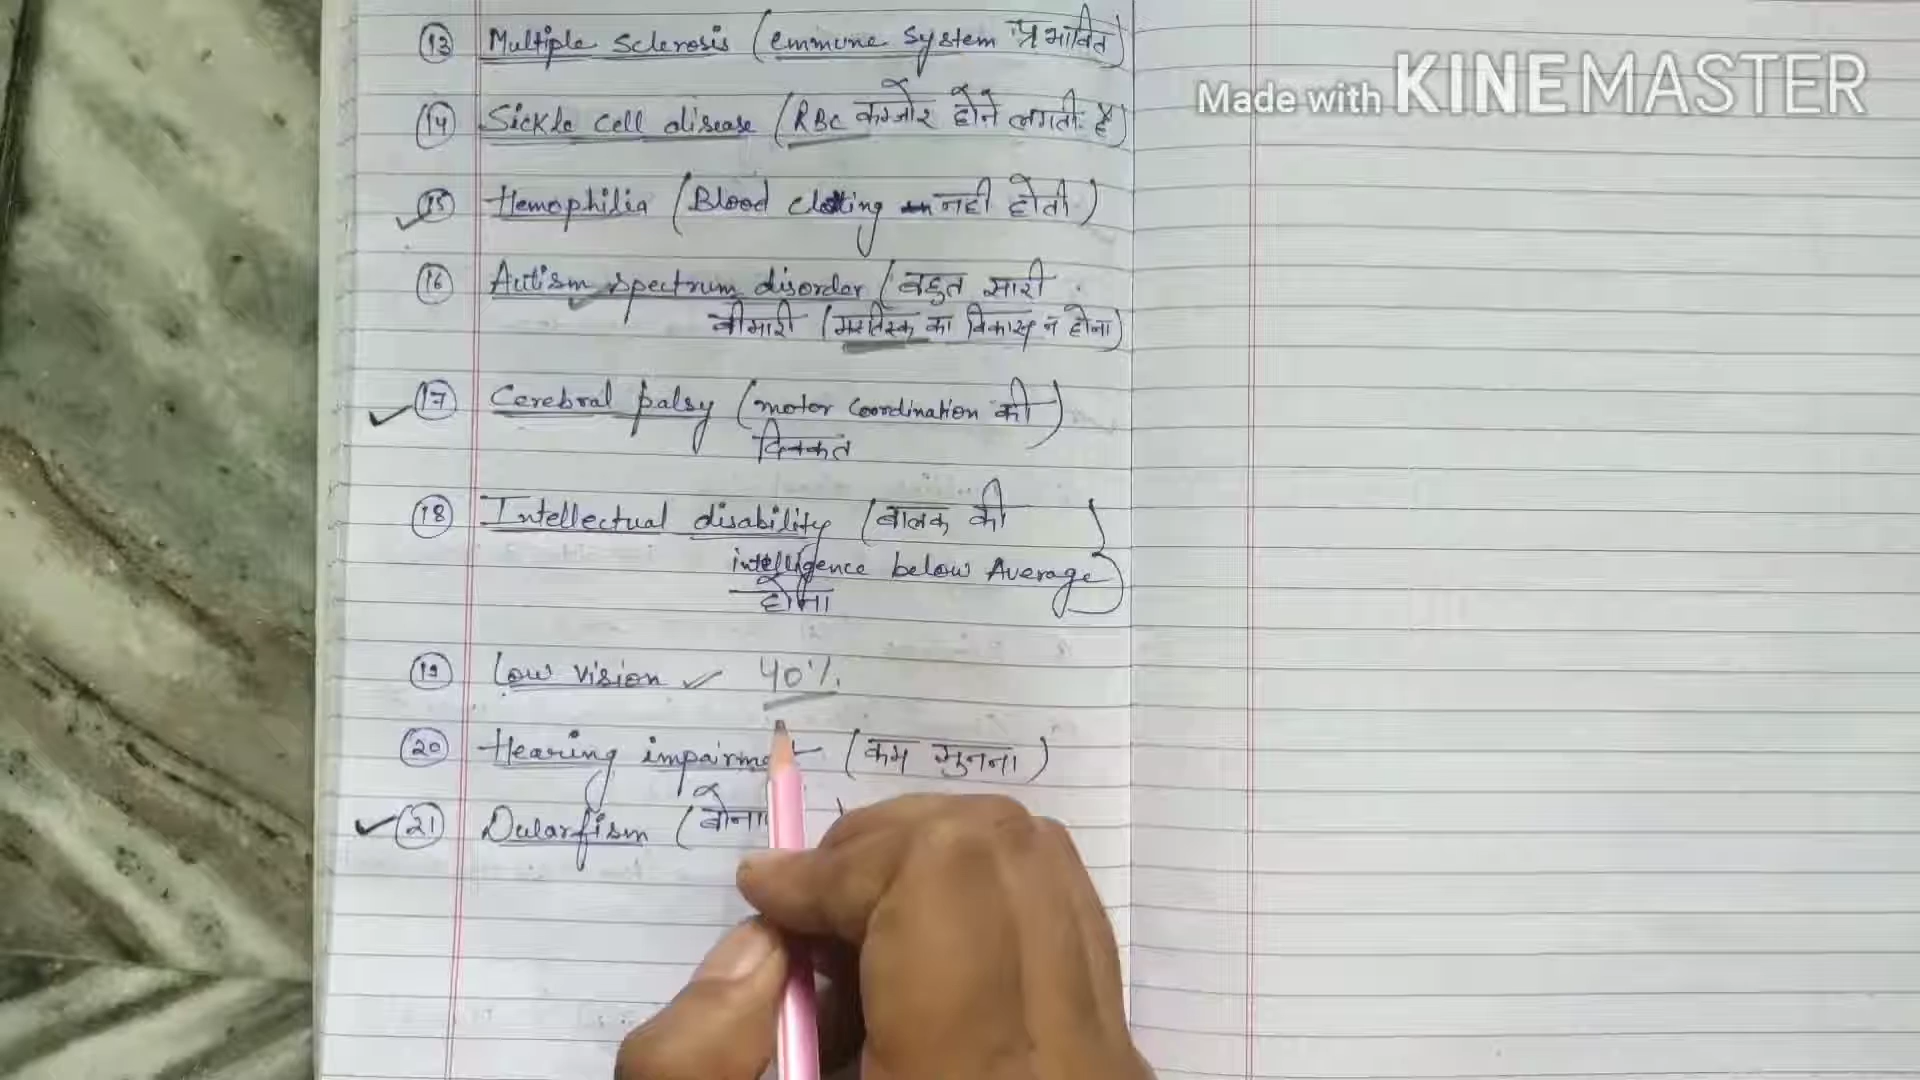 Made with KINEMASTER
(13) Multiple sclerosis (emmune system प्रभावित)
(14) Sickle cell disease (RBC कमजोर होने लगती है)
(15) Hemophilia (Blood clotting नही होती)
(16) Autism spectrum disorder (बहुत सारी
बीमारी (मस्तिस्क का विकास न होना)
(17) Cerebral palsy (motor coordination की)
दिक्कत
(18) Intellectual disability (बालक की
intelligence below Average)
होना
(19) Low vision ✓ 40%.
(20) Hearing (कम सुनना)
(21) Dwarfism (बोना